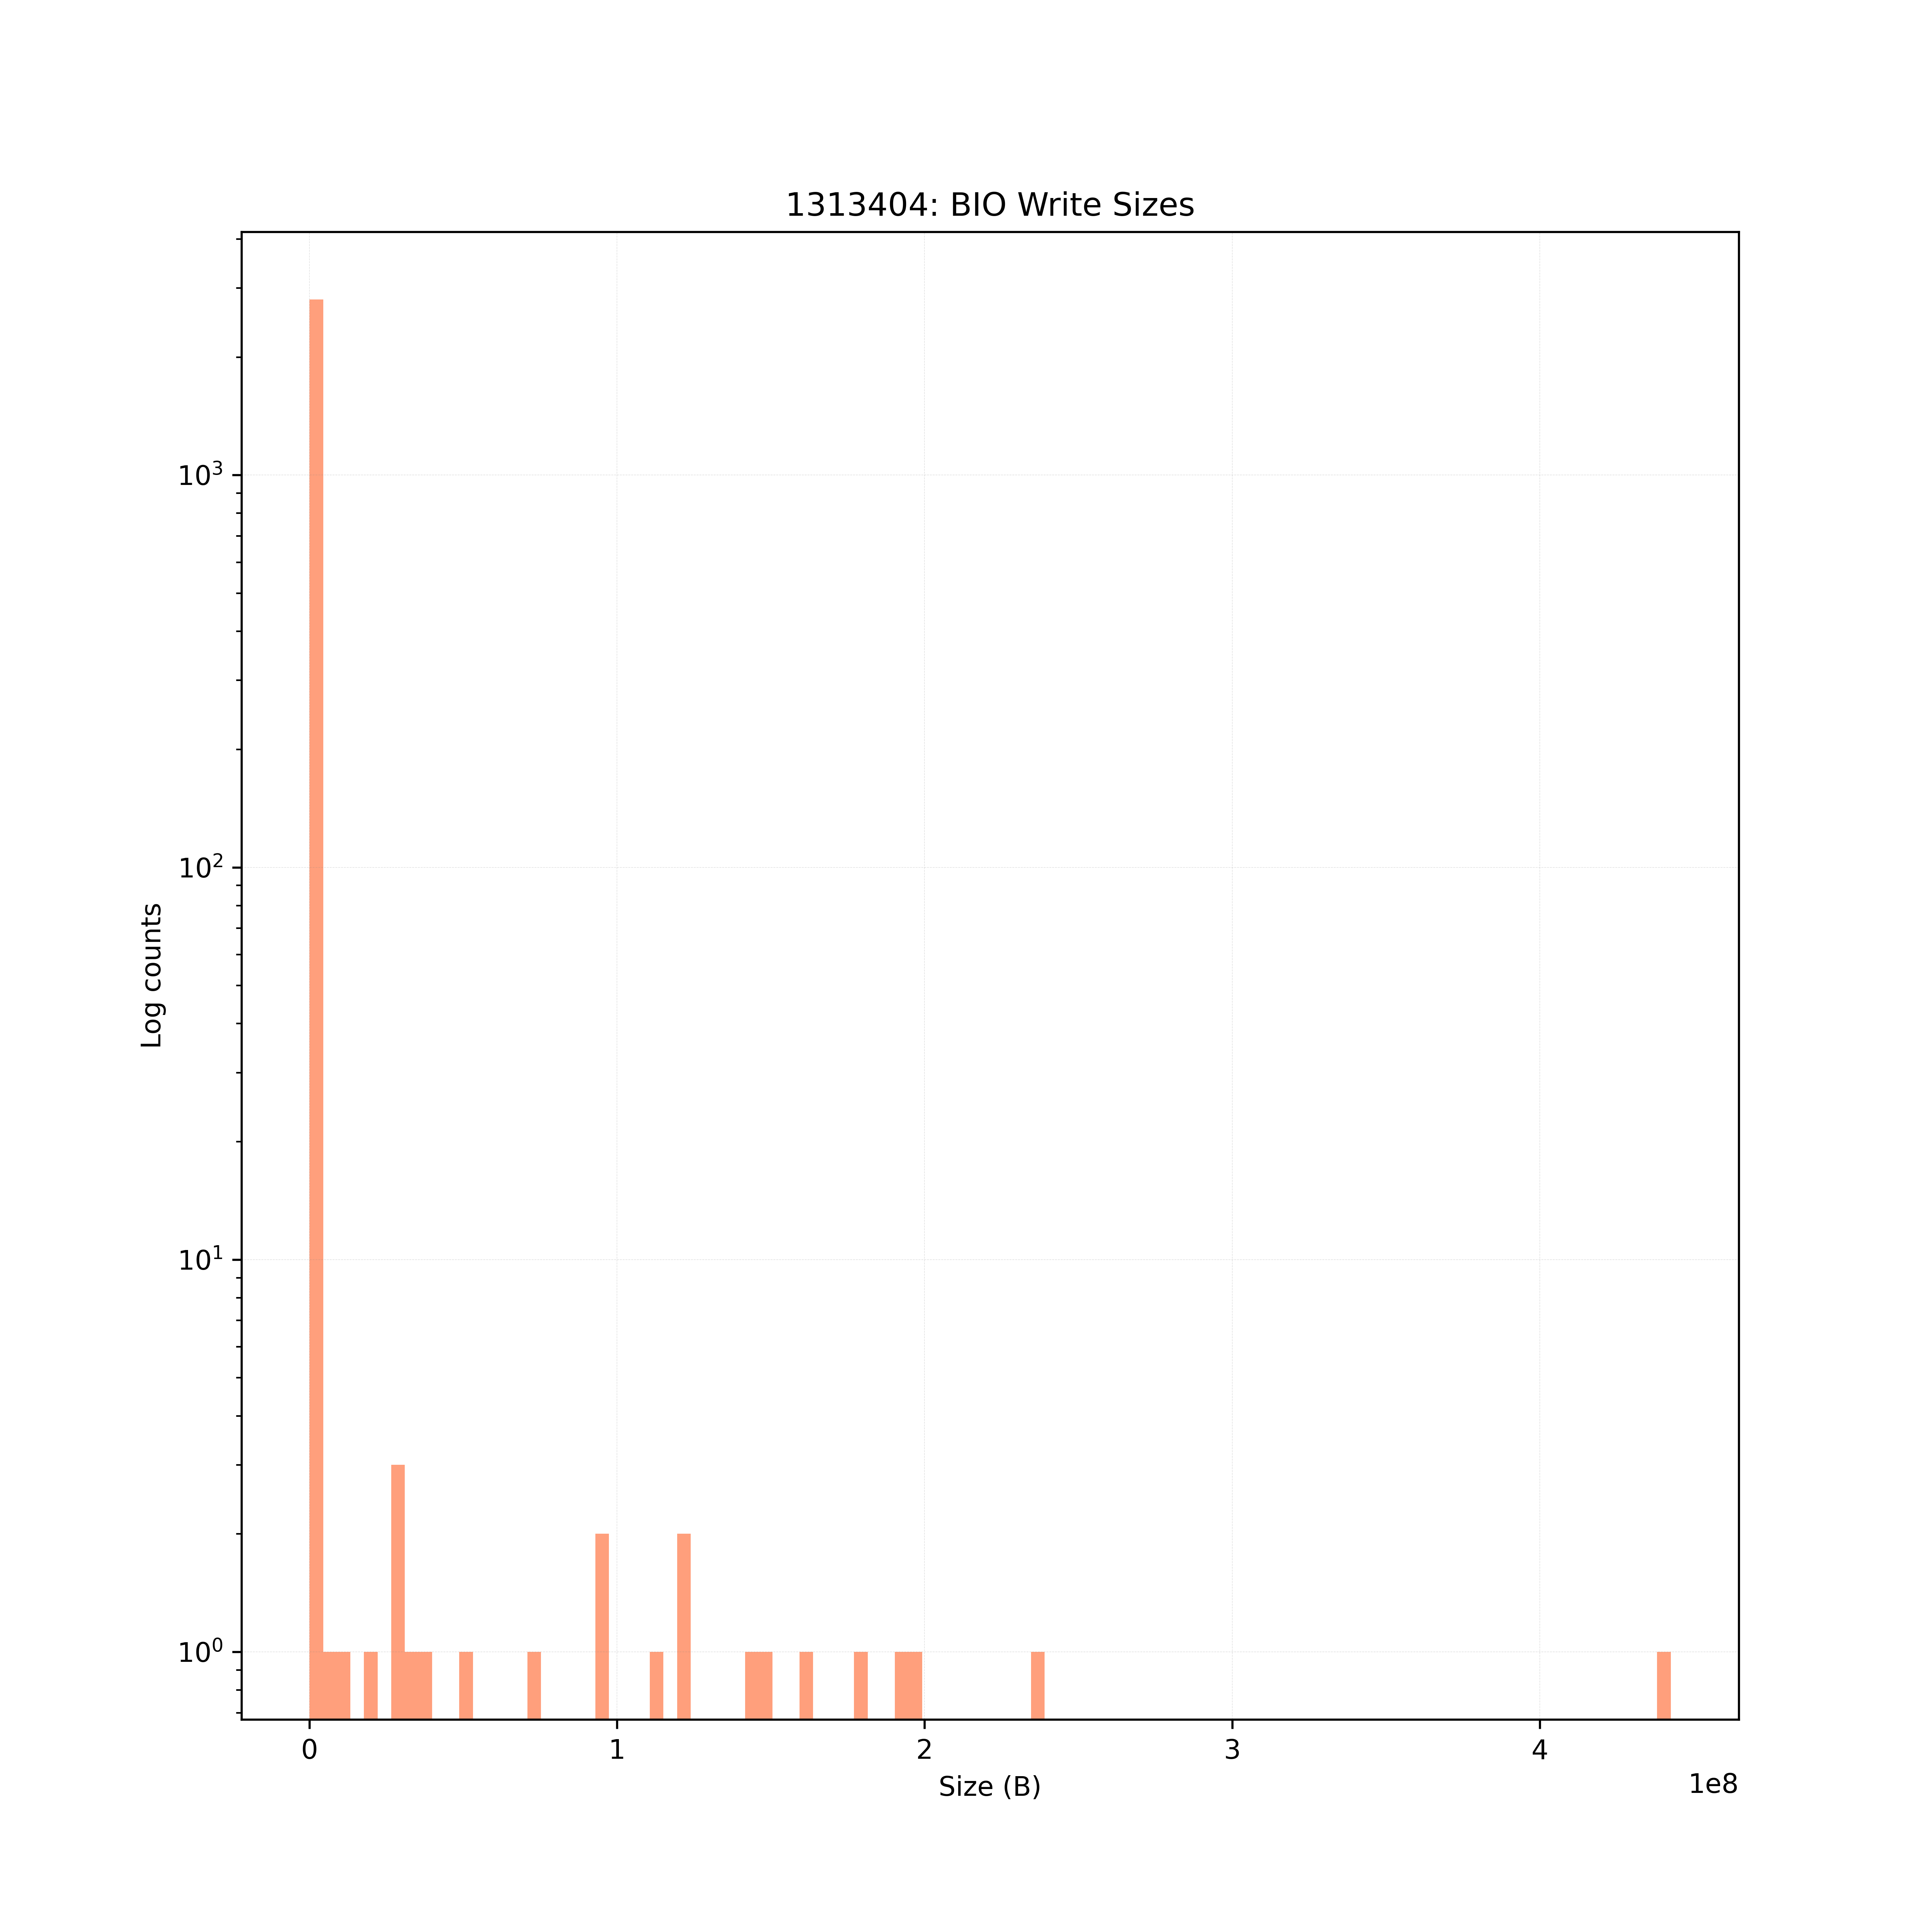 1313404: BIO Write Sizes
Log counts
10³
10²
10¹
10⁰
0 1 2 3 4
Size (B)
1e8